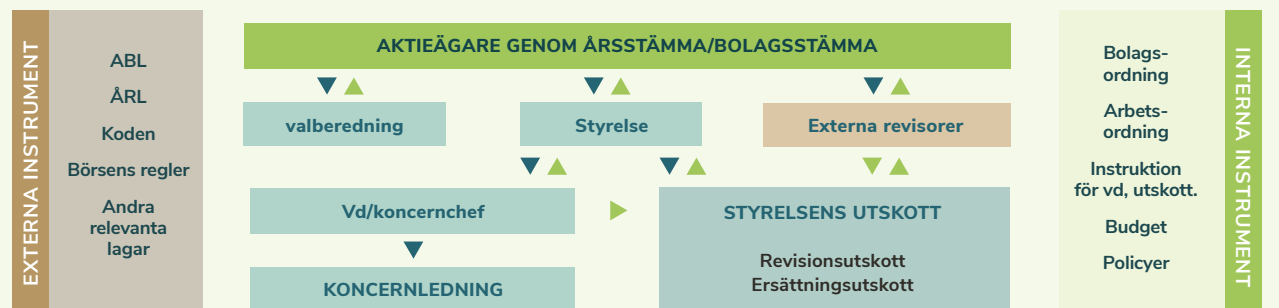 EXTERNA INSTRUMENT
ABL
ÅRL
Koden
Börsens regler
Andra
relevanta
lagar
AKTIEÄGARE GENOM ÅRSSTÄMMA/BOLAGSSTÄMMA
valberedning
Styrelse
Externa revisorer
Vd/koncernchef
KONCERNLEDNING
STYRELSENS UTSKOTT
Revisionsutskott
Ersättningsutskott
Bolags-
ordning
Arbets-
ordning
Instruktion
för vd, utskott.
Budget
Policyer
INTERNA INSTRUMENT